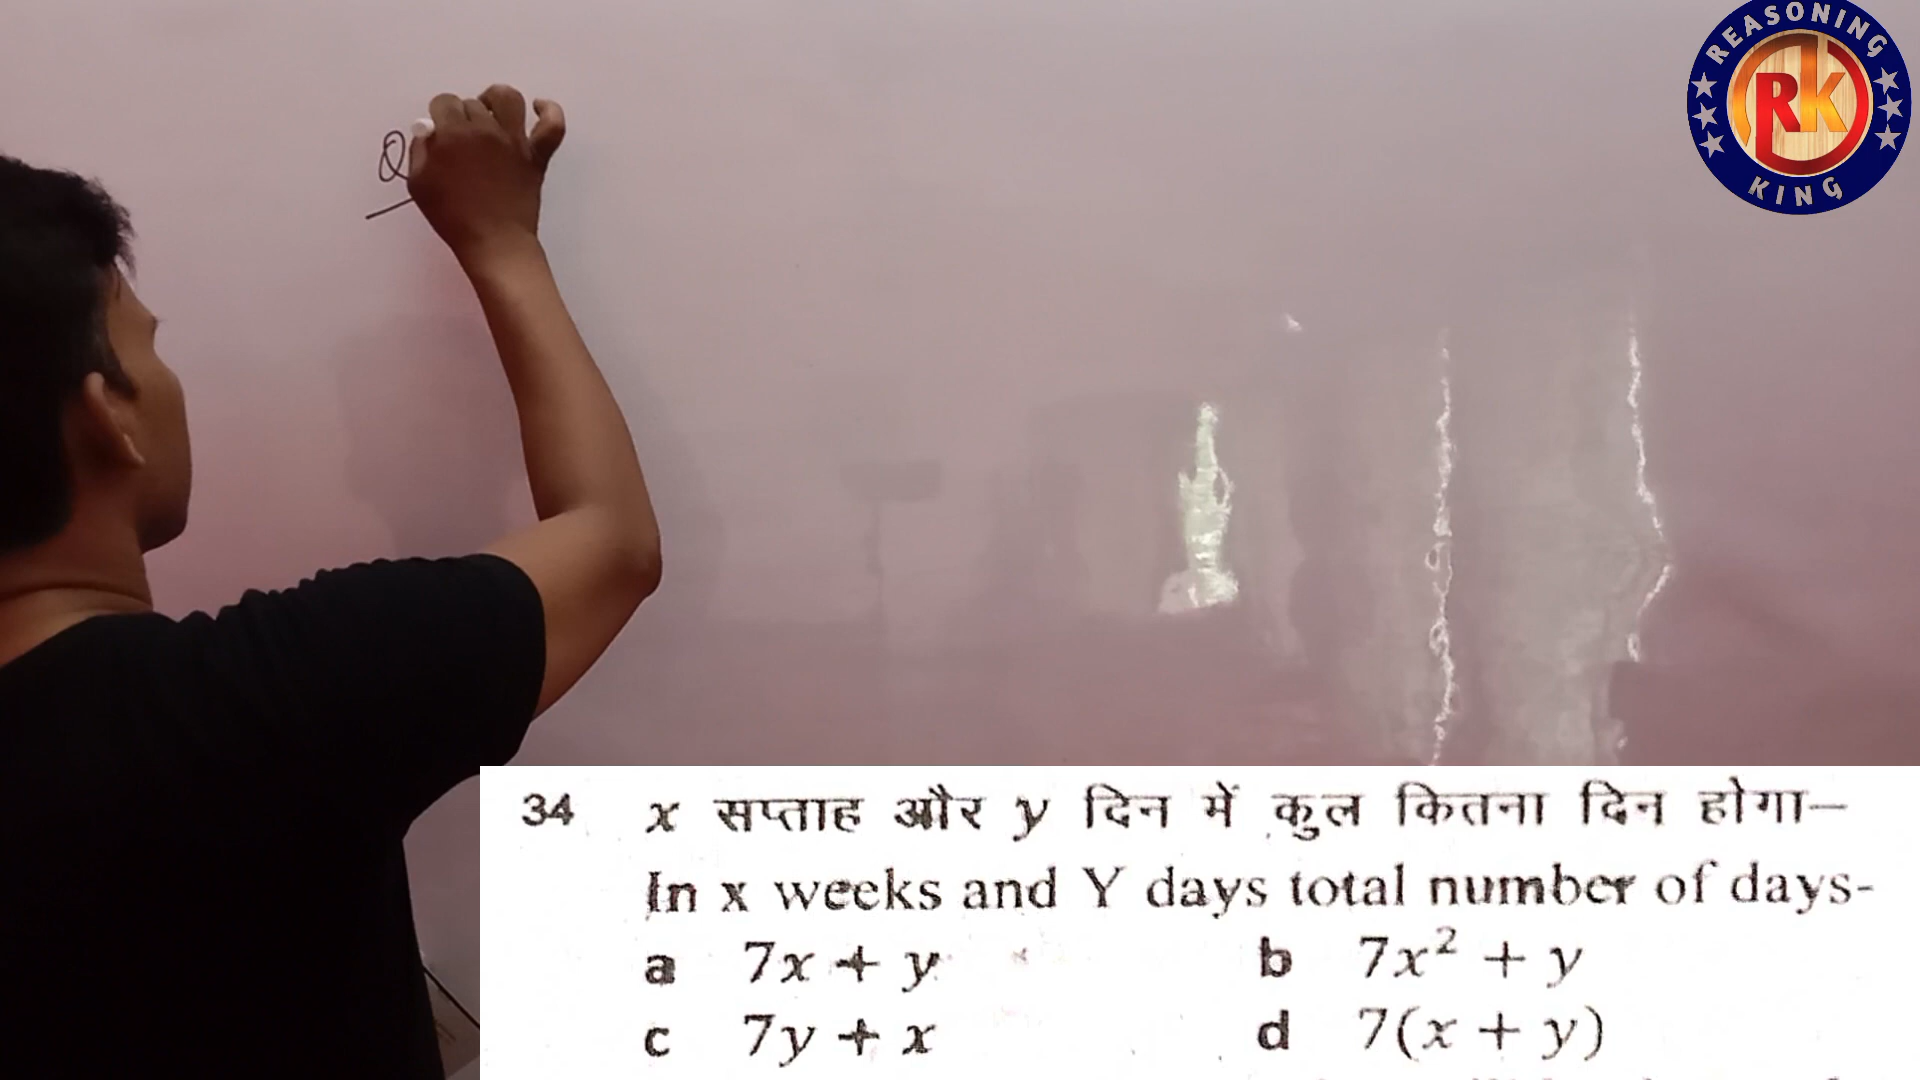 REASONING
RK
KING
Q
34 x सप्ताह और y दिन में कुल कितना दिन होगा—
In x weeks and Y days total number of days-
a 7x + y b 7x² + y
c 7y + x d 7(x + y)